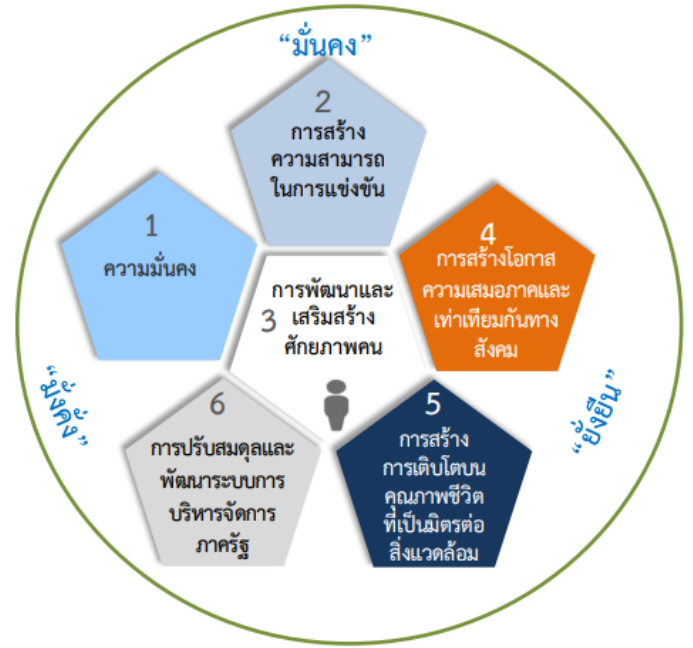 “มั่นคง”
2
การสร้าง
ความสามารถ
ในการแข่งขัน
1
ความมั่นคง
4
การสร้างโอกาส
ความเสมอภาคและ
เท่าเทียมกันทาง
สังคม
การพัฒนาและ
3 เสริมสร้าง
ศักยภาพคน
“มั่งคั่ง”
“ยั่งยืน”
6
การปรับสมดุลและ
พัฒนาระบบการ
บริหารจัดการ
ภาครัฐ
5
การสร้าง
การเติบโตบน
คุณภาพชีวิต
ที่เป็นมิตรต่อ
สิ่งแวดล้อม